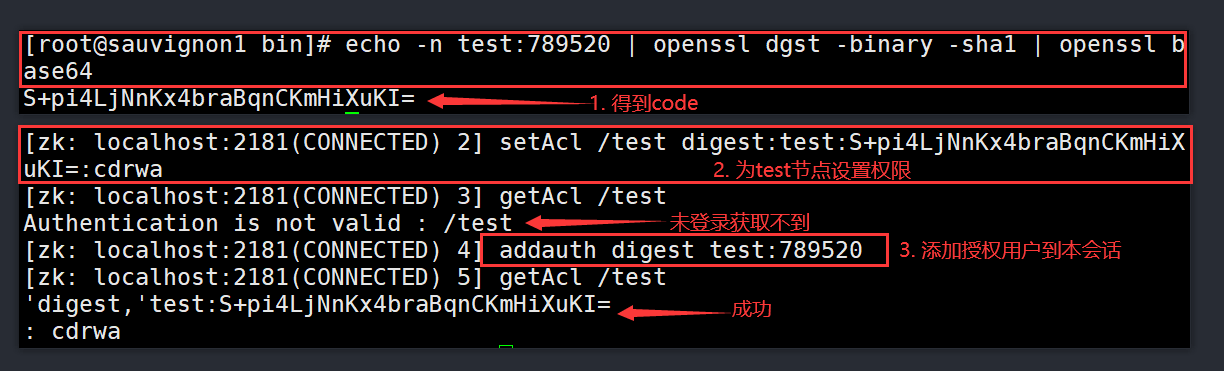 [root@sauvignon1 bin]# echo -n test:789520 | openssl dgst -binary -sha1 | openssl b
ase64
S+pi4LjNnKx4braBqnCKmHiXuKI=
1. 得到code
[zk: localhost:2181(CONNECTED) 2] setAcl /test digest:test:S+pi4LjNnKx4braBqnCKmHiX
uKI=:cdrwa
2. 为test节点设置权限
[zk: localhost:2181(CONNECTED) 3] getAcl /test
Authentication is not valid : /test
未登录获取不到
[zk: localhost:2181(CONNECTED) 4] addauth digest test:789520
3. 添加授权用户到本会话
[zk: localhost:2181(CONNECTED) 5] getAcl /test
'digest,'test:S+pi4LjNnKx4braBqnCKmHiXuKI=
成功
: cdrwa